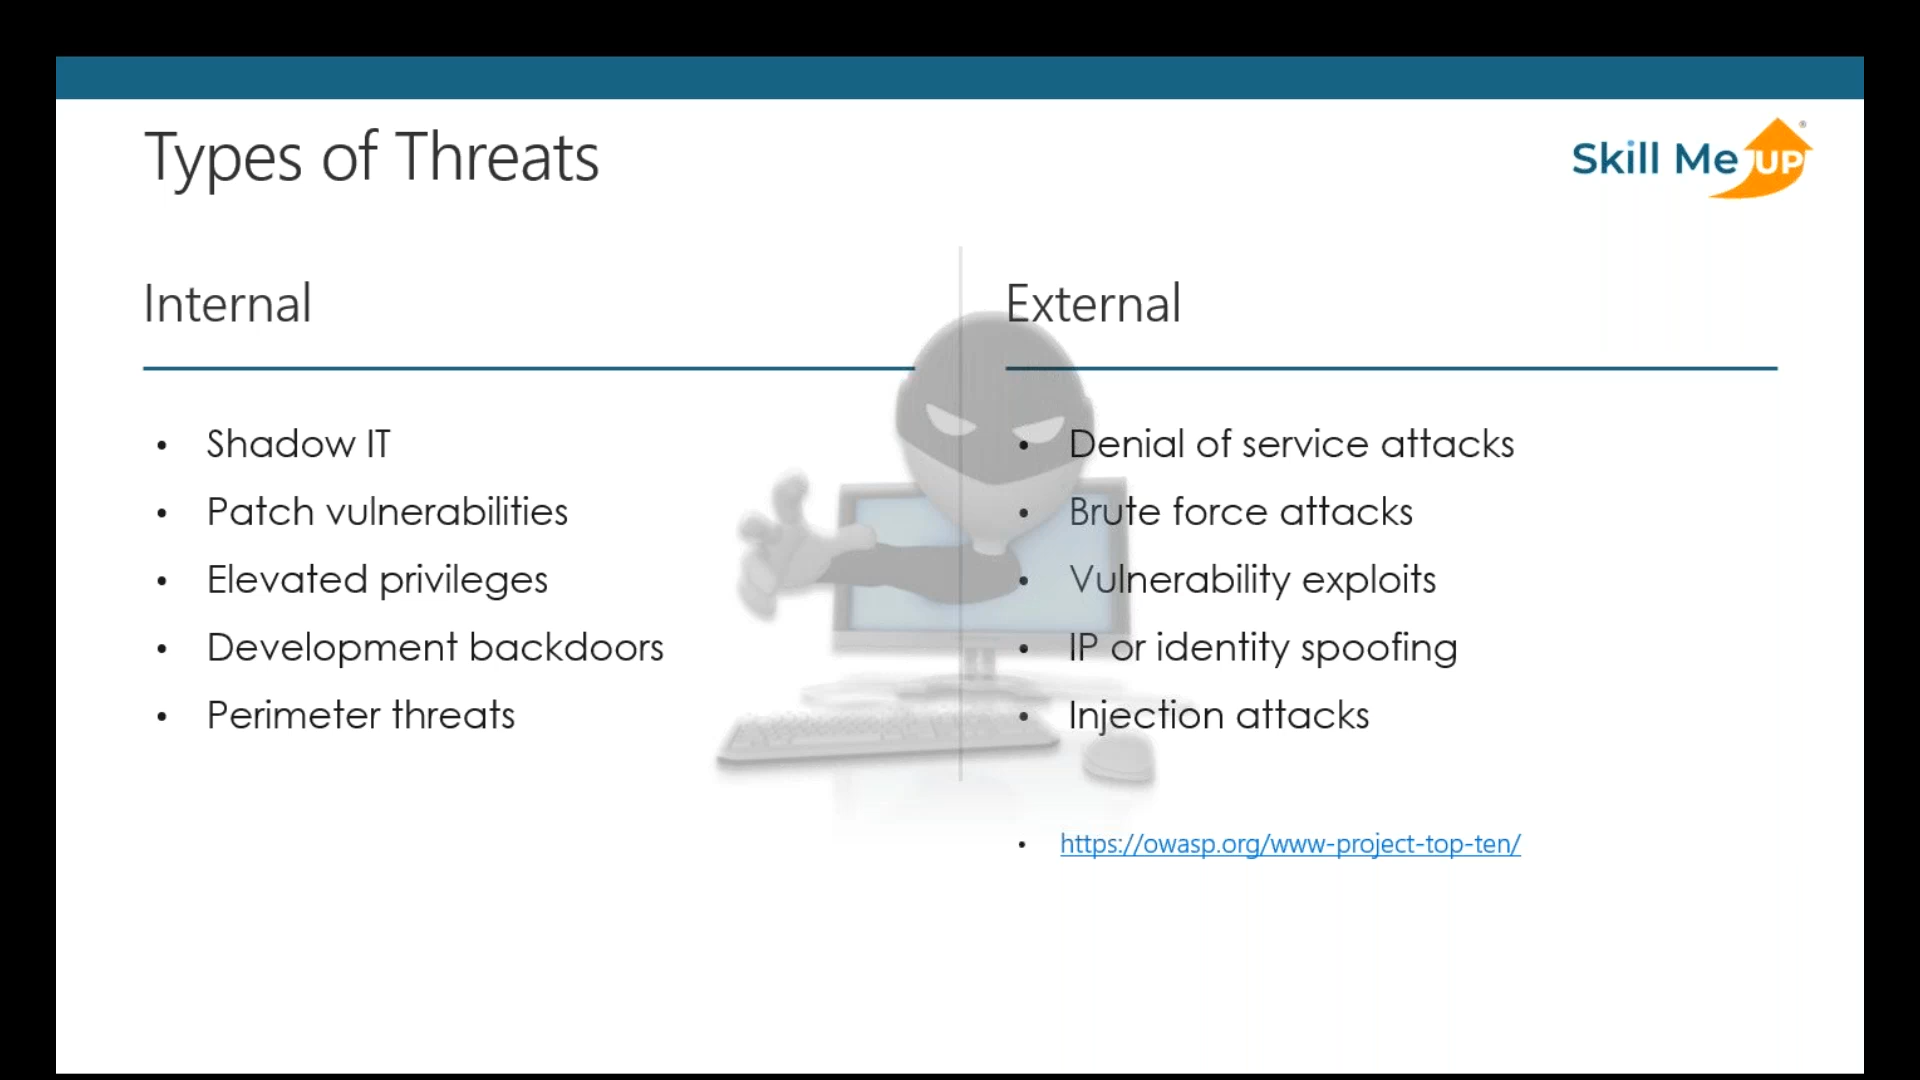 Types of Threats
Skill Me UP®
Internal
• Shadow IT
• Patch vulnerabilities
• Elevated privileges
• Development backdoors
• Perimeter threats
External
• Denial of service attacks
• Brute force attacks
• Vulnerability exploits
• IP or identity spoofing
• Injection attacks
• https://owasp.org/www-project-top-ten/